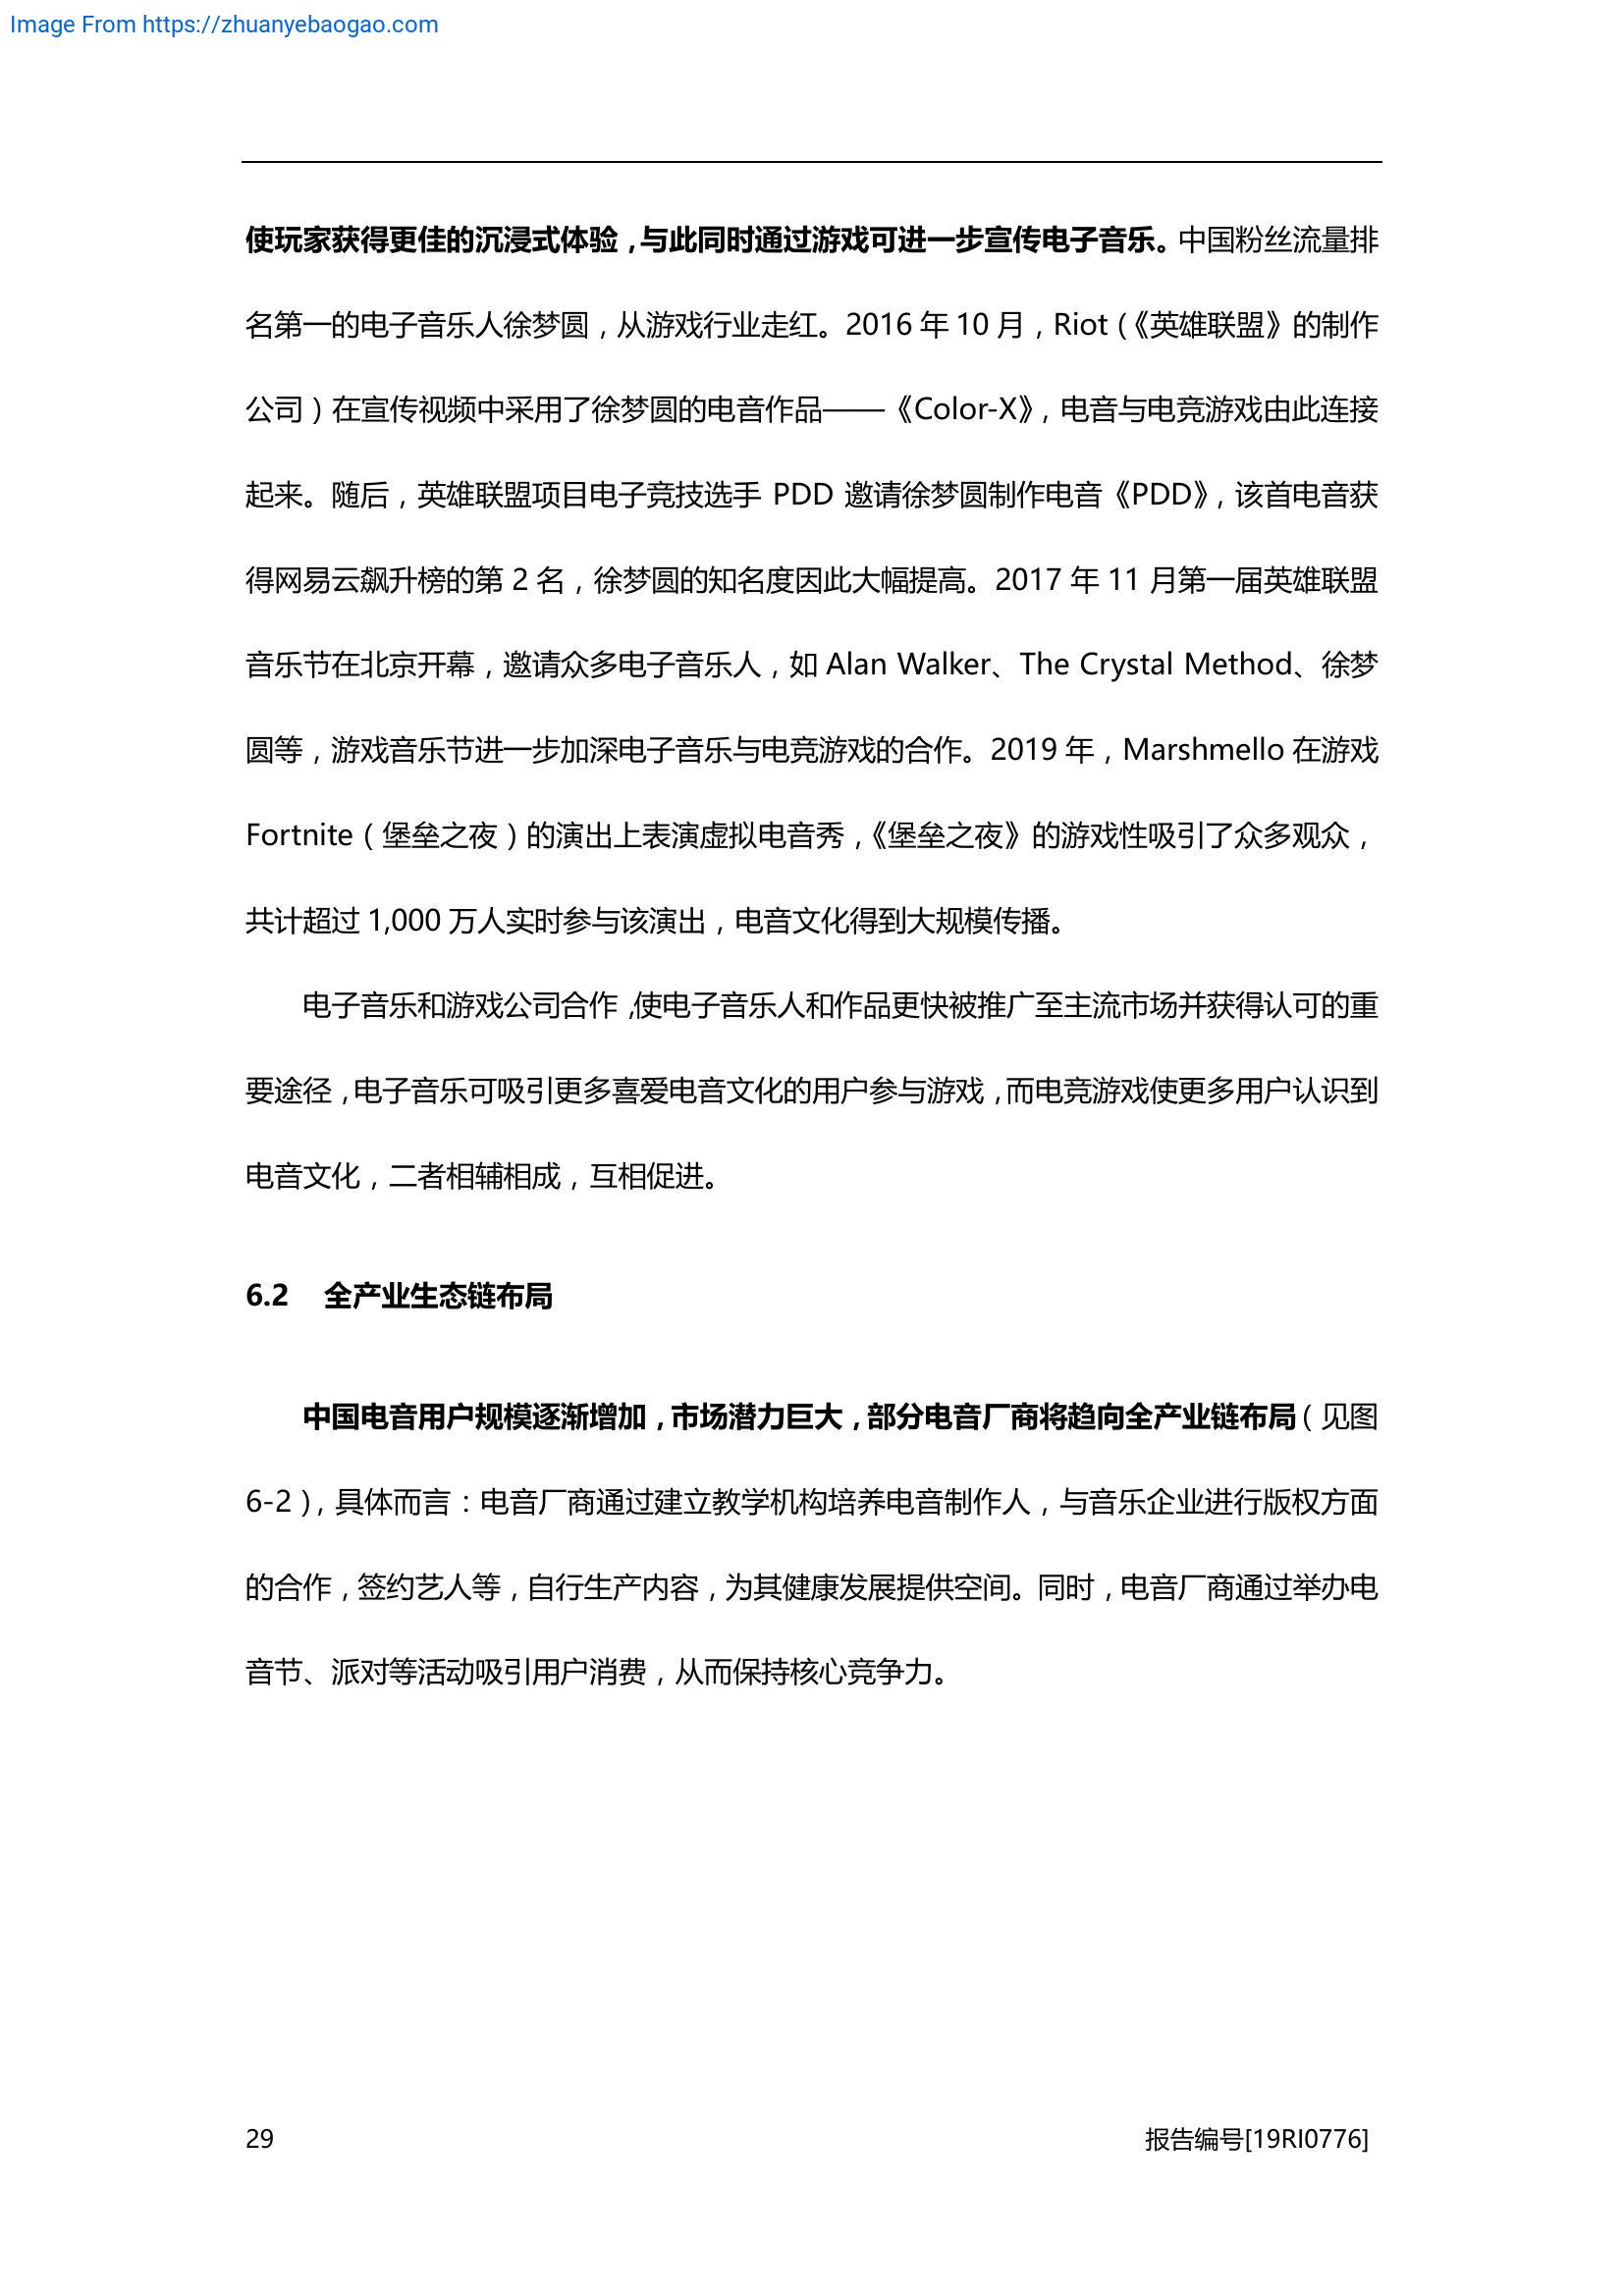 Image From https://zhuanyebaogao.com
使玩家获得更佳的沉浸式体验，与此同时通过游戏可进一步宣传电子音乐。中国粉丝流量排
名第一的电子音乐人徐梦圆，从游戏行业走红。2016 年 10 月，Riot（《英雄联盟》的制作
公司）在宣传视频中采用了徐梦圆的电音作品——《Color-X》，电音与电竞游戏由此连接
起来。随后，英雄联盟项目电子竞技选手 PDD 邀请徐梦圆制作电音《PDD》，该首电音获
得网易云飙升榜的第 2 名，徐梦圆的知名度因此大幅提高。2017 年 11 月第一届英雄联盟
音乐节在北京开幕，邀请众多电子音乐人，如 Alan Walker、The Crystal Method、徐梦
圆等，游戏音乐节进一步加深电子音乐与电竞游戏的合作。2019 年，Marshmello 在游戏
Fortnite（堡垒之夜）的演出上表演虚拟电音秀，《堡垒之夜》的游戏性吸引了众多观众，
共计超过 1,000 万人实时参与该演出，电音文化得到大规模传播。
电子音乐和游戏公司合作，使电子音乐人和作品更快被推广至主流市场并获得认可的重
要途径，电子音乐可吸引更多喜爱电音文化的用户参与游戏，而电竞游戏使更多用户认识到
电音文化，二者相辅相成，互相促进。
6.2 全产业生态链布局
中国电音用户规模逐渐增加，市场潜力巨大，部分电音厂商将趋向全产业链布局（见图
6-2），具体而言：电音厂商通过建立教学机构培养电音制作人，与音乐企业进行版权方面
的合作，签约艺人等，自行生产内容，为其健康发展提供空间。同时，电音厂商通过举办电
音节、派对等活动吸引用户消费，从而保持核心竞争力。
29 报告编号[19RI0776]